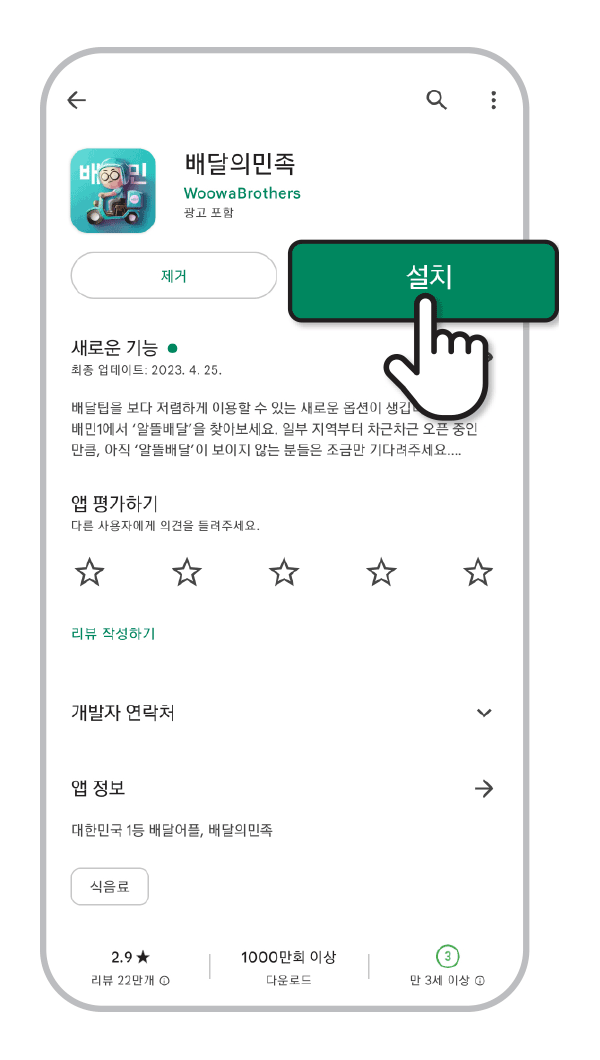 배민
배달의민족
WoowaBrothers
광고 포함
제거
설치
새로운 기능
최종 업데이트: 2023. 4. 25.
배달팁을 보다 저렴하게 이용할 수 있는 새로운 옵션이
배민1에서 ‘알뜰배달’을 찾아보세요. 일부 지역부터 차근차근 오픈 중인
만큼, 아직 ‘알뜰배달’이 보이지 않는 분들은 조금만 기다려주세요....
앱 평가하기
다른 사용자에게 의견을 들려주세요.
리뷰 작성하기
개발자 연락처
앱 정보
대한민국 1등 배달어플, 배달의민족
식음료
2.9★ 1000만회 이상 3
리뷰 22만개 다운로드 만 3세 이상